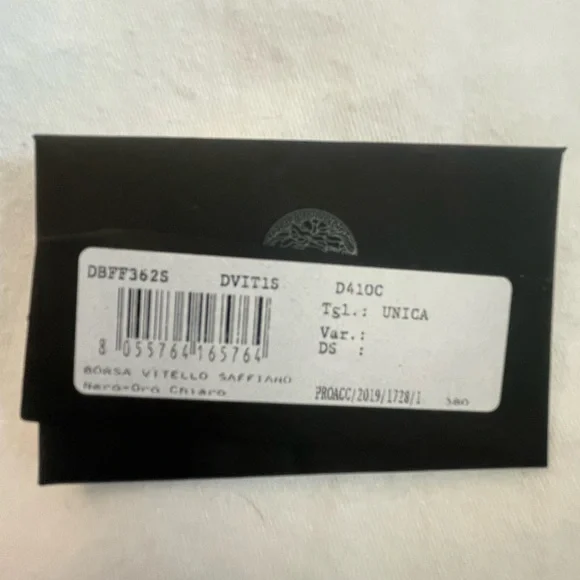 DBFF362S DVIT1S D41OC
Tgl.: UNICA
Var.:
DS :
8 055764 165764
BORSA VITELLO SAFFIANO
Nero-Oro Chiaro
PROACC/2019/1728/1 380